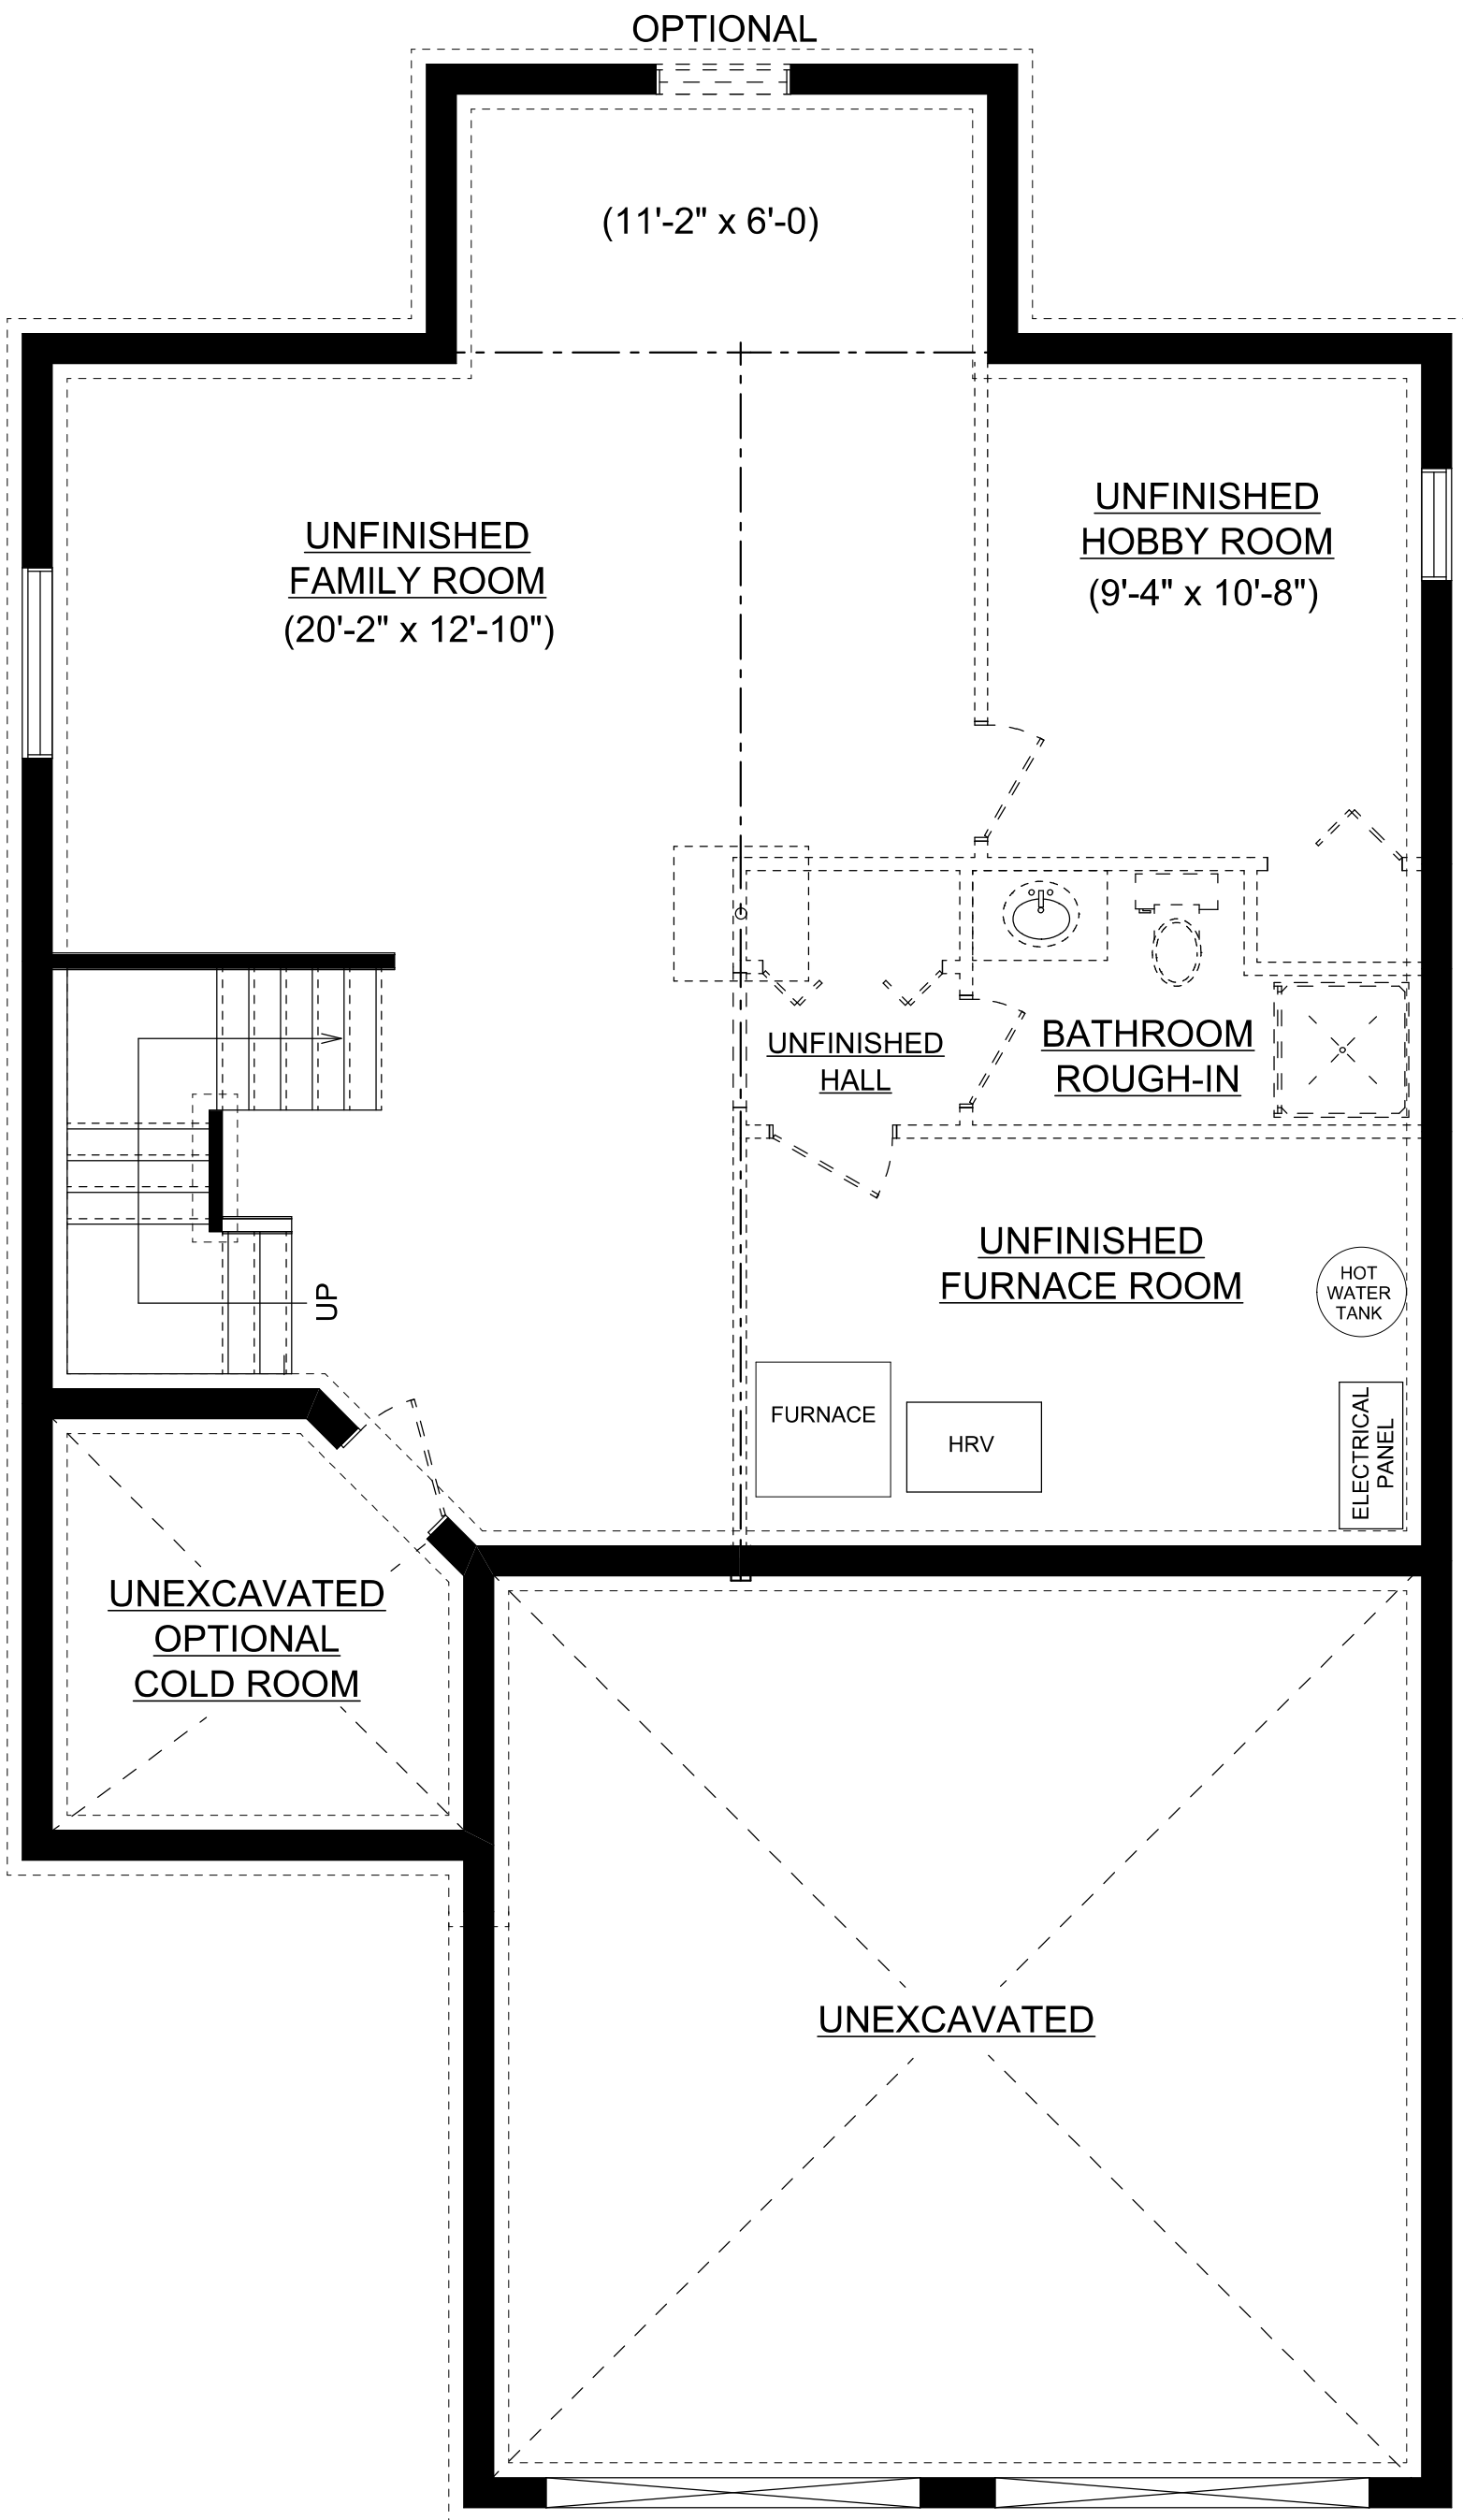 OPTIONAL
(11'-2" x 6'-0)
UNFINISHED
FAMILY ROOM
(20'-2" x 12'-10")
UNFINISHED
HOBBY ROOM
(9'-4" x 10'-8")
UNFINISHED
HALL
BATHROOM
ROUGH-IN
UP
UNFINISHED
FURNACE ROOM
HOT
WATER
TANK
FURNACE
HRV
ELECTRICAL
PANEL
UNEXCAVATED
OPTIONAL
COLD ROOM
UNEXCAVATED